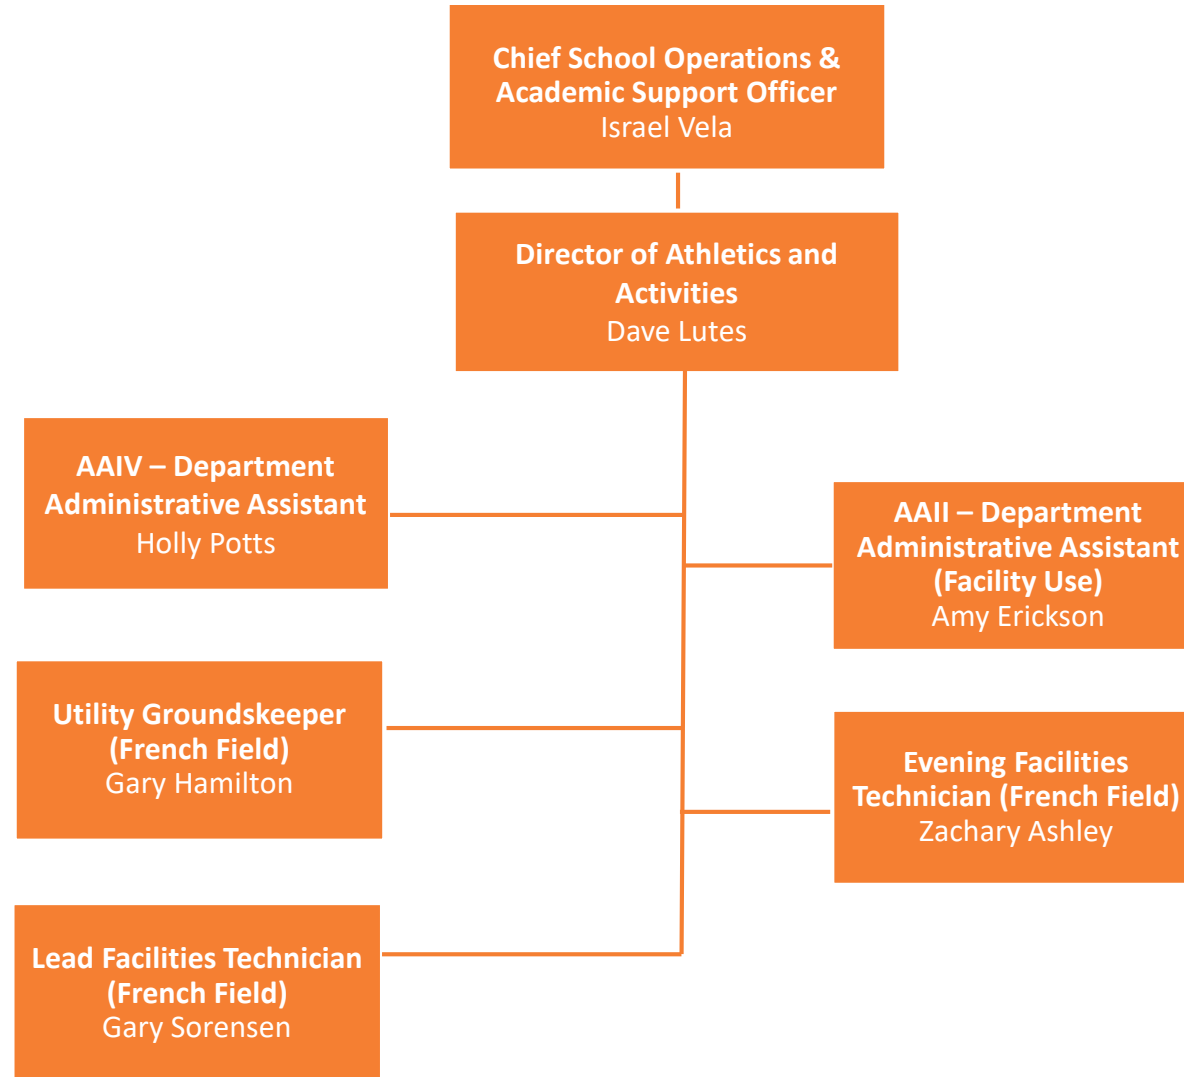 Chief School Operations &
Academic Support Officer
Israel Vela
Director of Athletics and
Activities
Dave Lutes
AAIV – Department
Administrative Assistant
Holly Potts
AAII – Department
Administrative Assistant
(Facility Use)
Amy Erickson
Utility Groundskeeper
(French Field)
Gary Hamilton
Evening Facilities
Technician (French Field)
Zachary Ashley
Lead Facilities Technician
(French Field)
Gary Sorensen